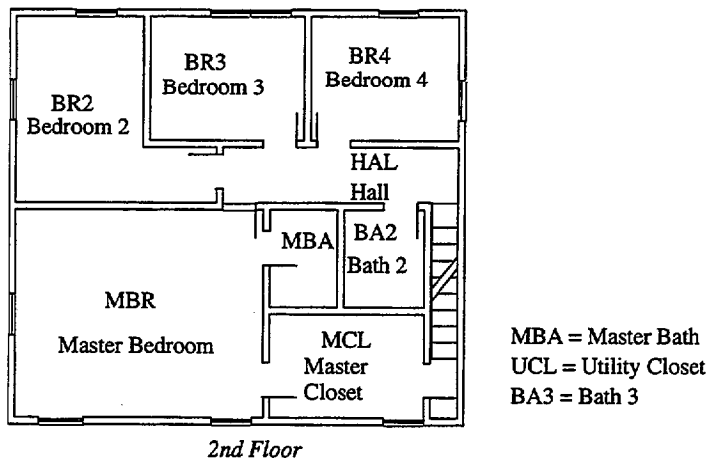 BR2
Bedroom 2
BR3
Bedroom 3
BR4
Bedroom 4
HAL
Hall
MBA
BA2
Bath 2
MBR
Master Bedroom
MCL
Master
Closet
MBA = Master Bath
UCL = Utility Closet
BA3 = Bath 3
2nd Floor